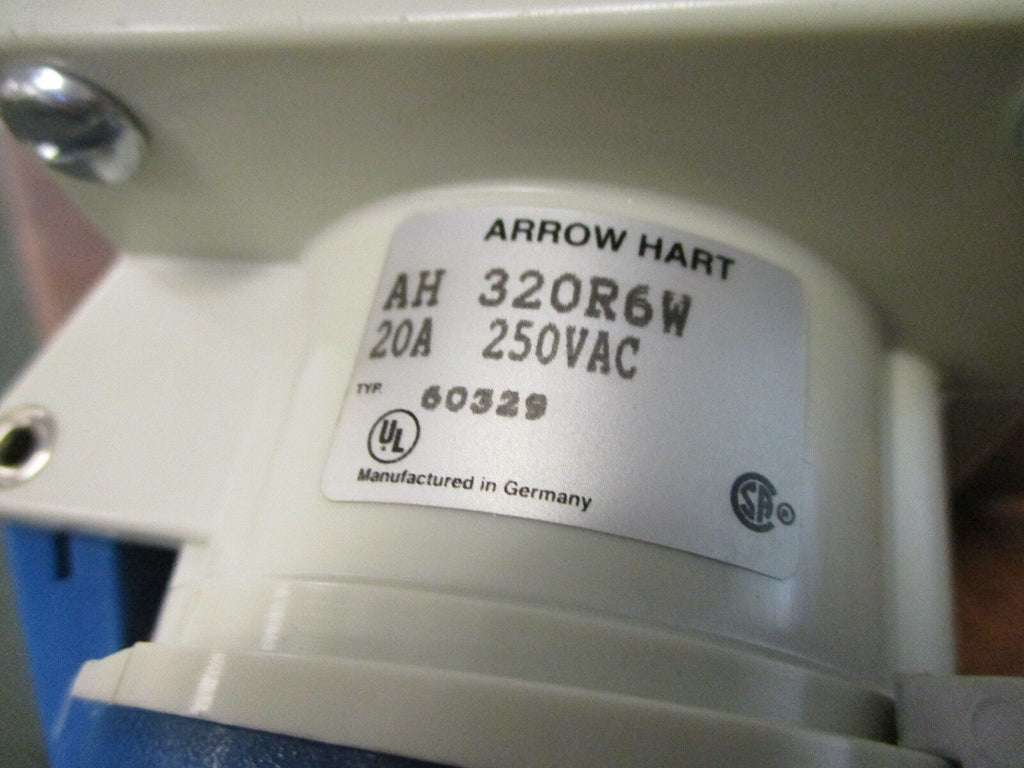 ARROW HART
AH 320R6W
20A 250VAC
TYP. 60329
UL
Manufactured in Germany
SA ®